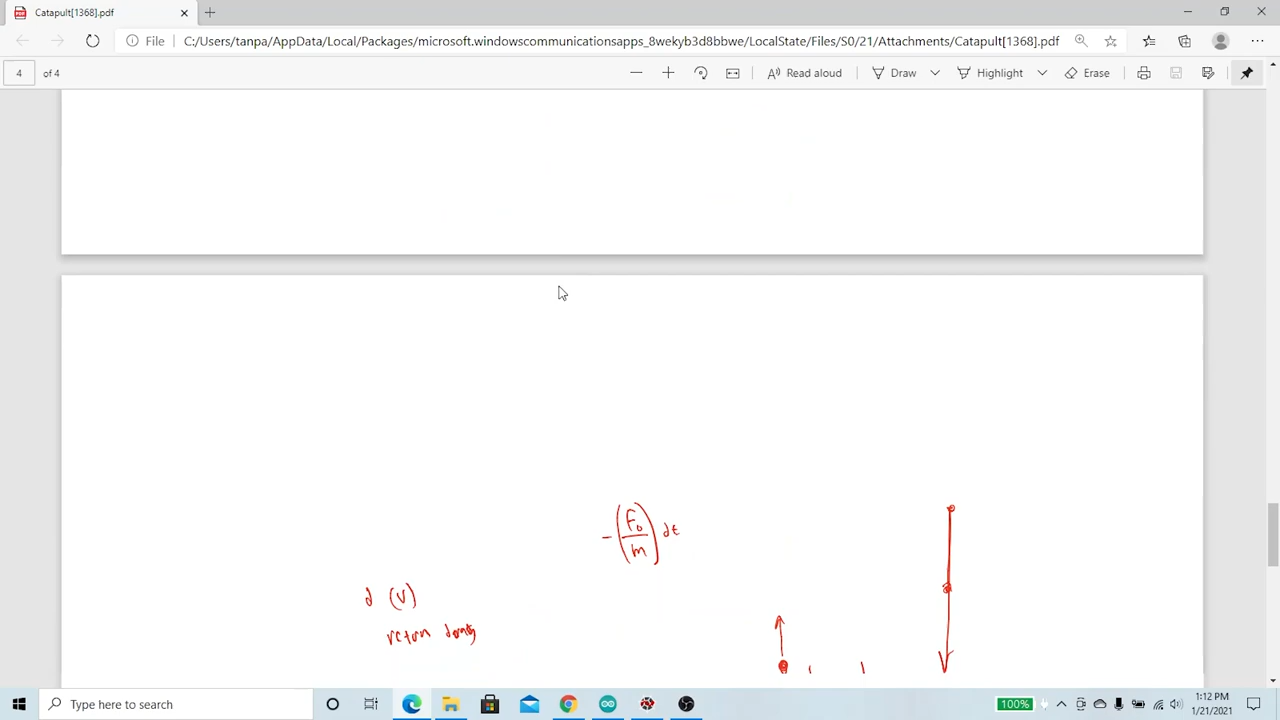 Catapult[1368].pdf
File C:/Users/tanpa/AppData/Local/Packages/microsoft.windowscommunicationsapps_8wekyb3d8bbwe/LocalState/Files/S0/21/Attachments/Catapult[1368].pdf
4 of 4 Read aloud Draw Highlight Erase
-(F₀/m) dt
d (v)
return
Type here to search
100%
1:12 PM
1/21/2021